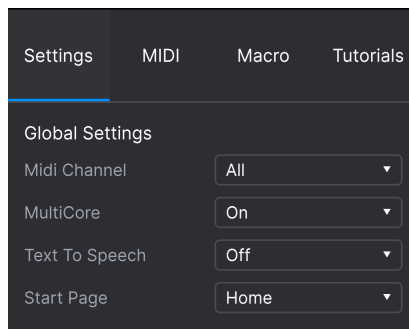 Settings MIDI Macro Tutorials
Global Settings
Midi Channel All
MultiCore On
Text To Speech Off
Start Page Home